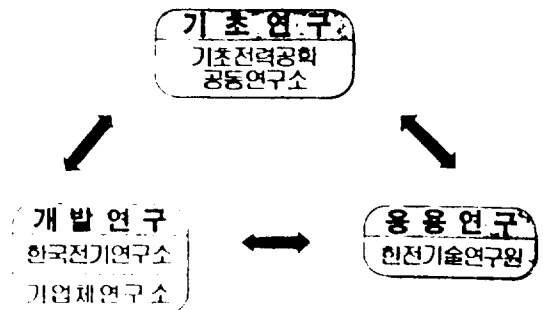 기 초 연 구
기초전력공학
공동연구소
개 발 연 구
한국전기연구소
기업체연구소
응 용 연 구
한전기술연구원